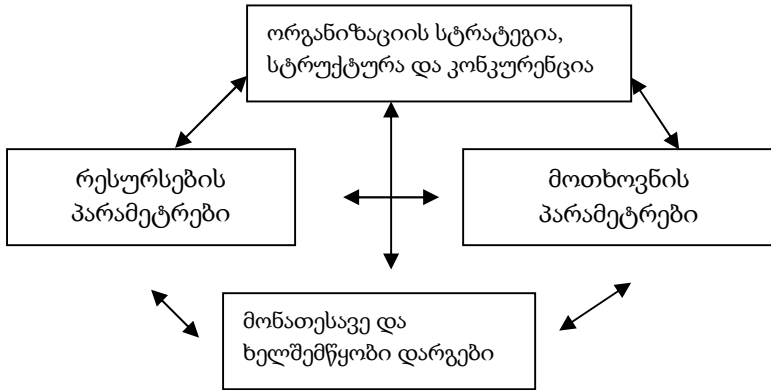 ორგანიზაციის სტრატეგია,
სტრუქტურა და კონკურენცია
რესურსების
პარამეტრები
მოთხოვნის
პარამეტრები
მონათესავე და
ხელშემწყობი დარგები